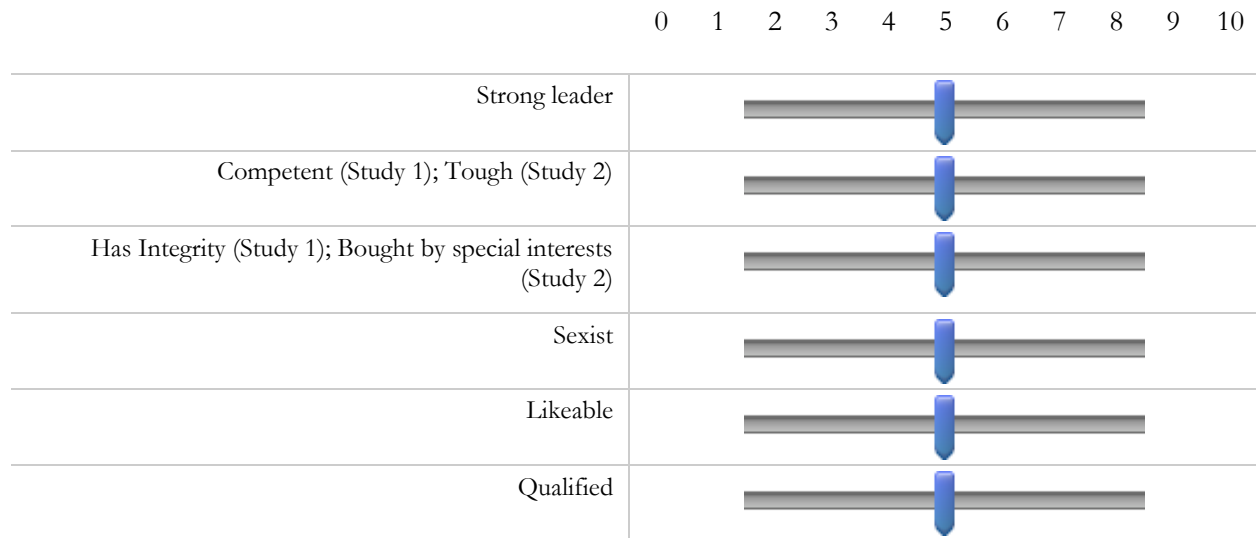 0 1 2 3 4 5 6 7 8 9 10
Strong leader
Competent (Study 1); Tough (Study 2)
Has Integrity (Study 1); Bought by special interests
(Study 2)
Sexist
Likeable
Qualified